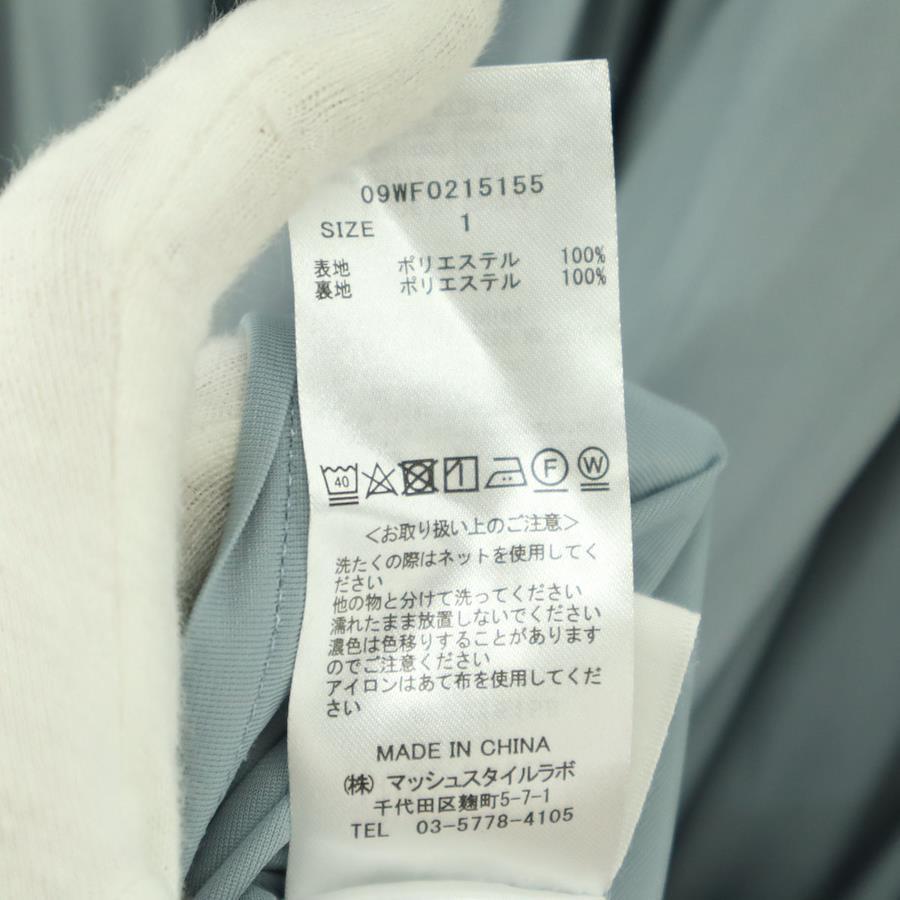 09WFO215155
SIZE 1
表地 ポリエステル 100%
裏地 ポリエステル 100%
40 1 F W
<お取り扱い上のご注意>
洗たくの際はネットを使用してく
ださい
他の物と分けて洗ってください
濡れたまま放置しないでください
濃色は色移りすることがあります
のでご注意ください
アイロンはあて布を使用してくだ
さい
MADE IN CHINA
(株) マッシュスタイルラボ
千代田区麹町5-7-1
TEL 03-5778-4105